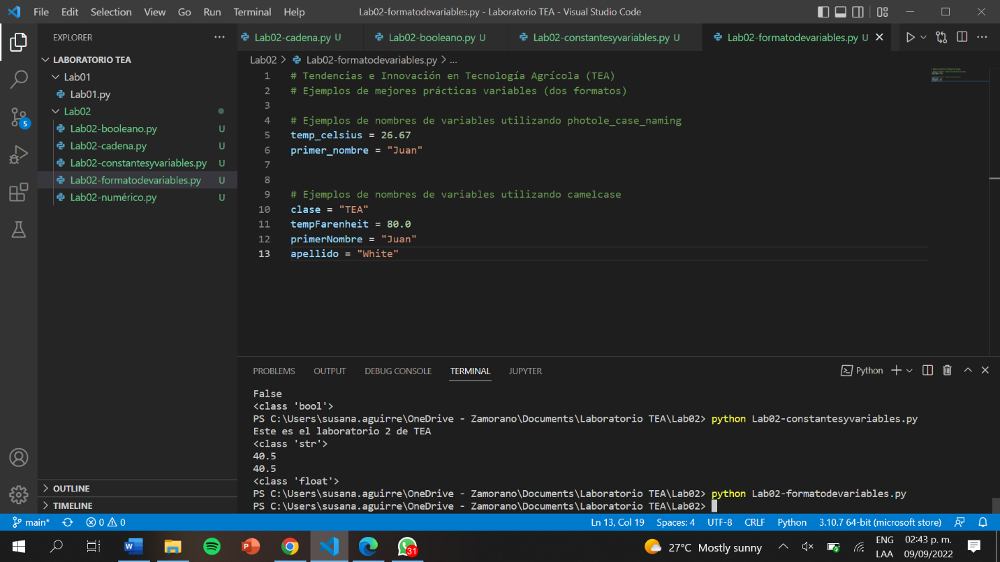 File Edit Selection View Go Run Terminal Help Lab02-formatodevariables.py - Laboratorio TEA - Visual Studio Code
EXPLORER
Lab02-cadena.py U Lab02-booleano.py U Lab02-constantesyvariables.py U Lab02-formatodevariables.py U
LABORATORIO TEA
Lab01
Lab01.py
Lab02
Lab02-booleano.py U
Lab02-cadena.py U
Lab02-constantesyvariables.py U
Lab02-formatodevariables.py U
Lab02-numérico.py U
5
OUTLINE
TIMELINE
Lab02 > Lab02-formatodevariables.py > ...
1 # Tendencias e Innovación en Tecnología Agrícola (TEA)
2 # Ejemplos de mejores prácticas variables (dos formatos)
3
4 # Ejemplos de nombres de variables utilizando photole_case_naming
5 temp_celsius = 26.67
6 primer_nombre = "Juan"
7
8
9 # Ejemplos de nombres de variables utilizando camelcase
10 clase = "TEA"
11 tempFarenheit = 80.0
12 primerNombre = "Juan"
13 apellido = "White"
PROBLEMS OUTPUT DEBUG CONSOLE TERMINAL JUPYTER
Python
False
<class 'bool'>
PS C:\Users\susana.aguirre\OneDrive - Zamorano\Documents\Laboratorio TEA\Lab02> python Lab02-constantesyvariables.py
Este es el laboratorio 2 de TEA
<class 'str'>
40.5
40.5
<class 'float'>
PS C:\Users\susana.aguirre\OneDrive - Zamorano\Documents\Laboratorio TEA\Lab02> python Lab02-formatodevariables.py
PS C:\Users\susana.aguirre\OneDrive - Zamorano\Documents\Laboratorio TEA\Lab02>
main* 0 0 Ln 13, Col 19 Spaces: 4 UTF-8 CRLF Python 3.10.7 64-bit (microsoft store)
31
27°C Mostly sunny
ENG 02:43 p. m.
LAA 09/09/2022